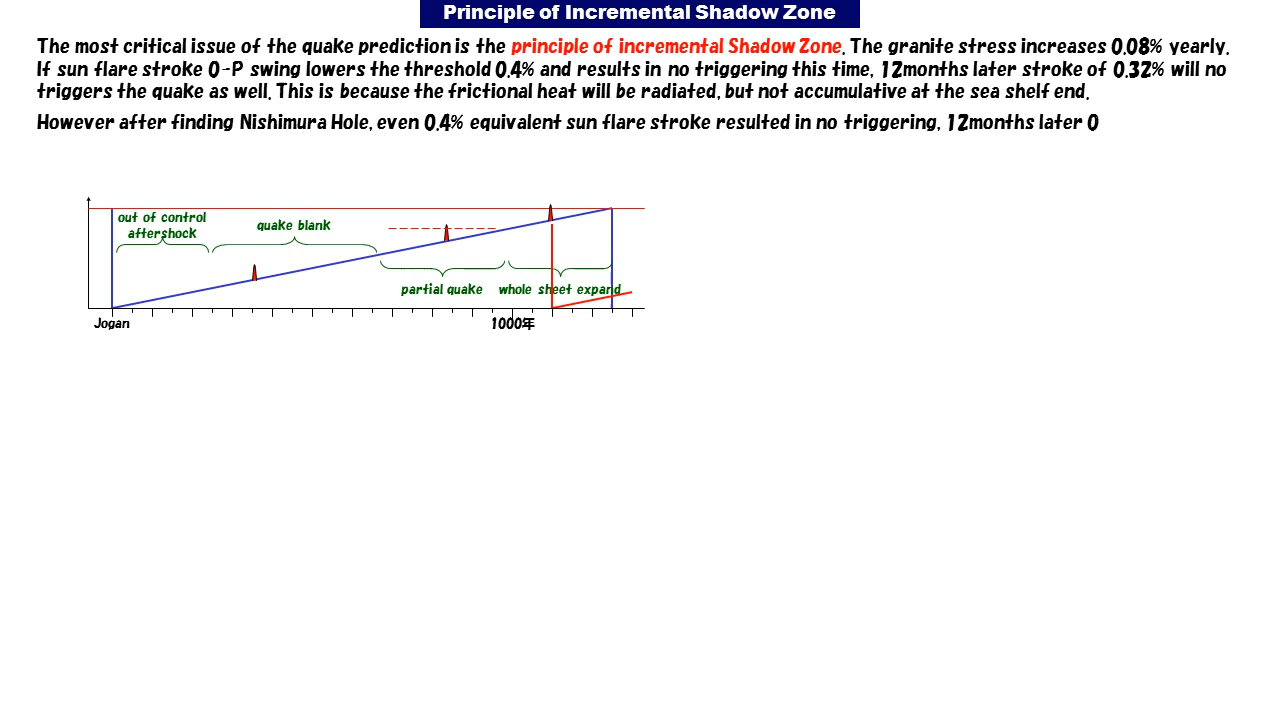 Principle of Incremental Shadow Zone
The most critical issue of the quake prediction is the principle of incremental Shadow Zone. The granite stress increases 0.08% yearly.
If sun flare stroke 0-P swing lowers the threshold 0.4% and results in no triggering this time, 12months later stroke of 0.32% will no
triggers the quake as well. This is because the frictional heat will be radiated, but not accumulative at the sea shelf end.
However after finding Nishimura Hole, even 0.4% equivalent sun flare stroke resulted in no triggering, 12months later 0
out of control
aftershock
quake blank
partial quake
whole sheet expand
Jogan
1000年